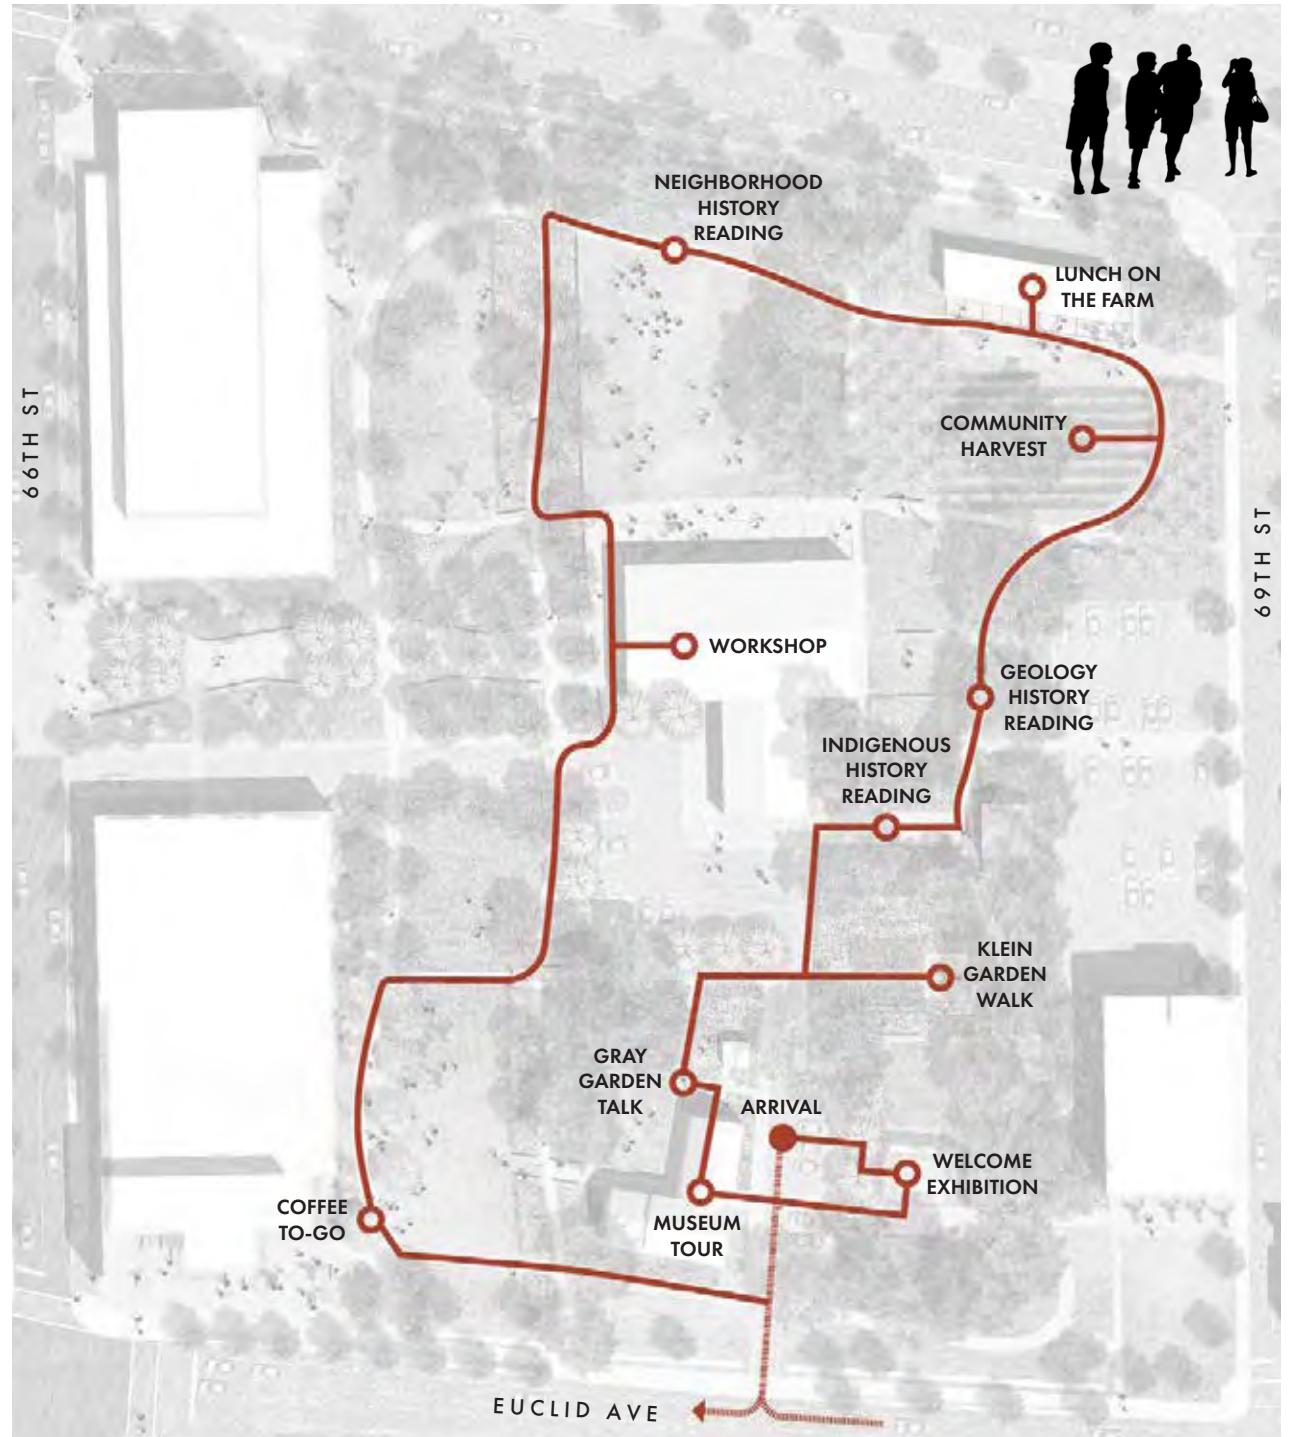 NEIGHBORHOOD
HISTORY
READING
LUNCH ON
THE FARM
66TH ST
COMMUNITY
HARVEST
69TH ST
WORKSHOP
GEOLOGY
HISTORY
READING
INDIGENOUS
HISTORY
READING
KLEIN
GARDEN
WALK
GRAY
GARDEN
TALK
ARRIVAL
WELCOME
EXHIBITION
COFFEE
TO-GO
MUSEUM
TOUR
EUCLID AVE